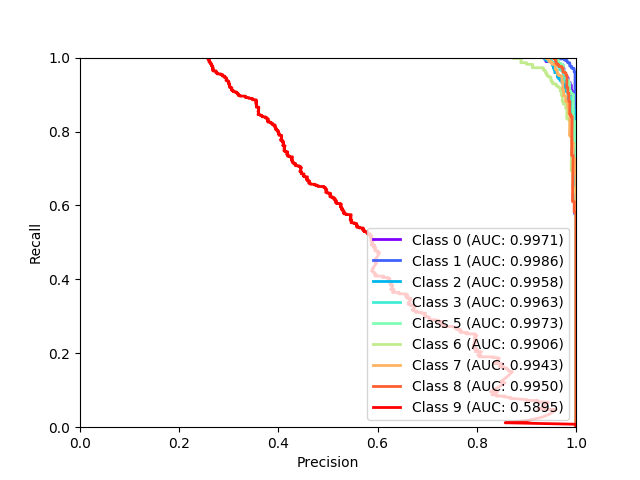 1.0
0.8
0.6
0.4
0.2
0.0
Recall
Class 0 (AUC: 0.9971)
Class 1 (AUC: 0.9986)
Class 2 (AUC: 0.9958)
Class 3 (AUC: 0.9963)
Class 5 (AUC: 0.9973)
Class 6 (AUC: 0.9906)
Class 7 (AUC: 0.9943)
Class 8 (AUC: 0.9950)
Class 9 (AUC: 0.5895)
0.0 0.2 0.4 0.6 0.8 1.0
Precision